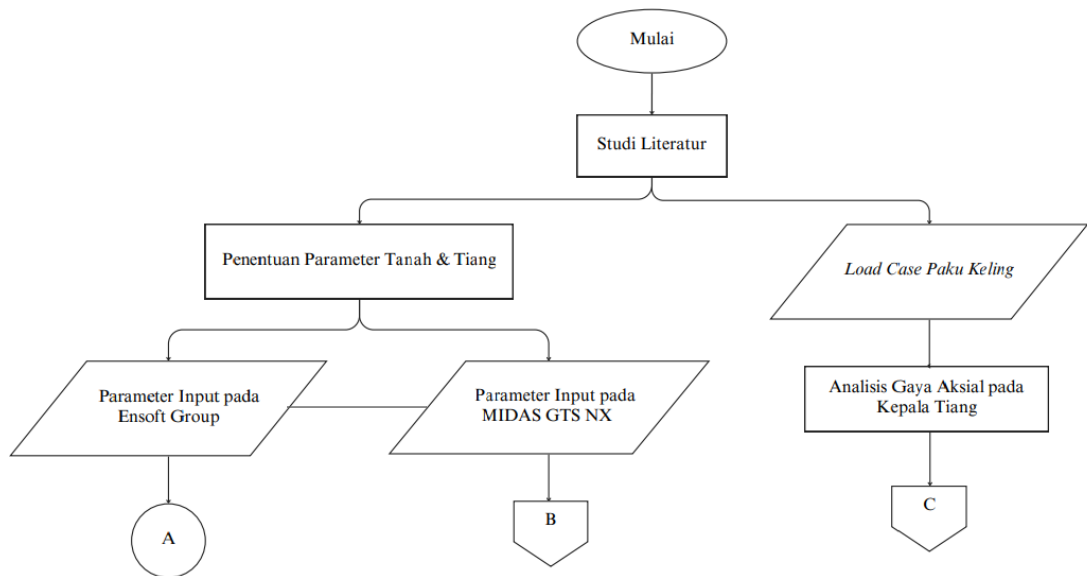 Mulai
Studi Literatur
Penentuan Parameter Tanah & Tiang
Load Case Paku Keling
Parameter Input pada
Ensoft Group
Parameter Input pada
MIDAS GTS NX
Analisis Gaya Aksial pada
Kepala Tiang
A
B
C